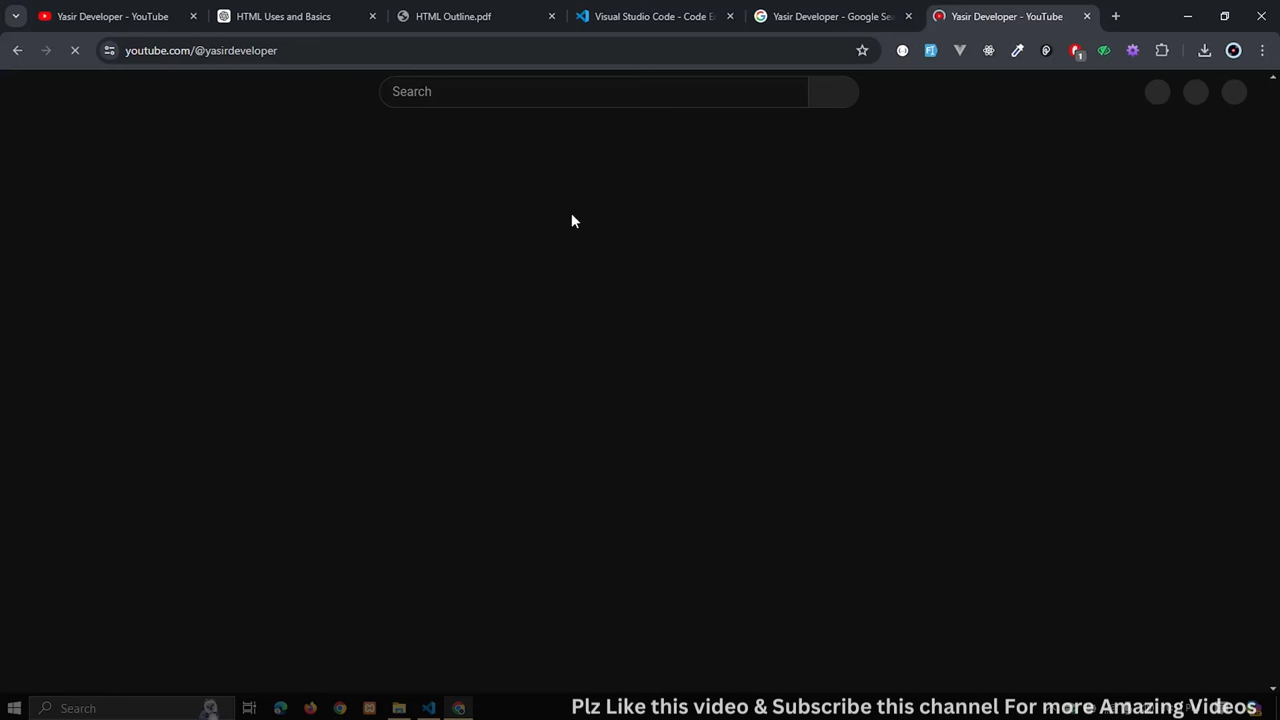 Yasir Developer - YouTube
HTML Uses and Basics
HTML Outline.pdf
Visual Studio Code - Code E
Yasir Developer - Google Se
Yasir Developer - YouTube
youtube.com/@yasirdeveloper
1
Search
Search
Plz Like this video & Subscribe this channel For more Amazing Videos